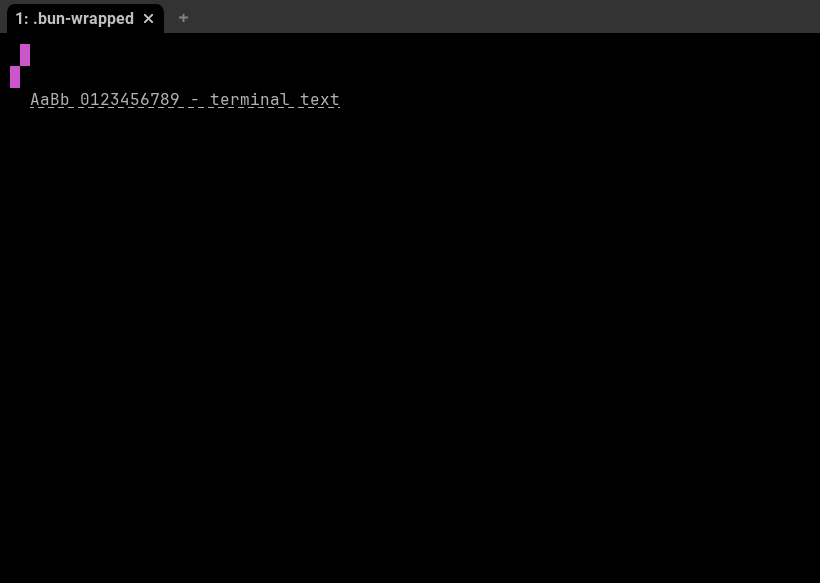 1: .bun-wrapped × +
AaBb 0123456789 - terminal text